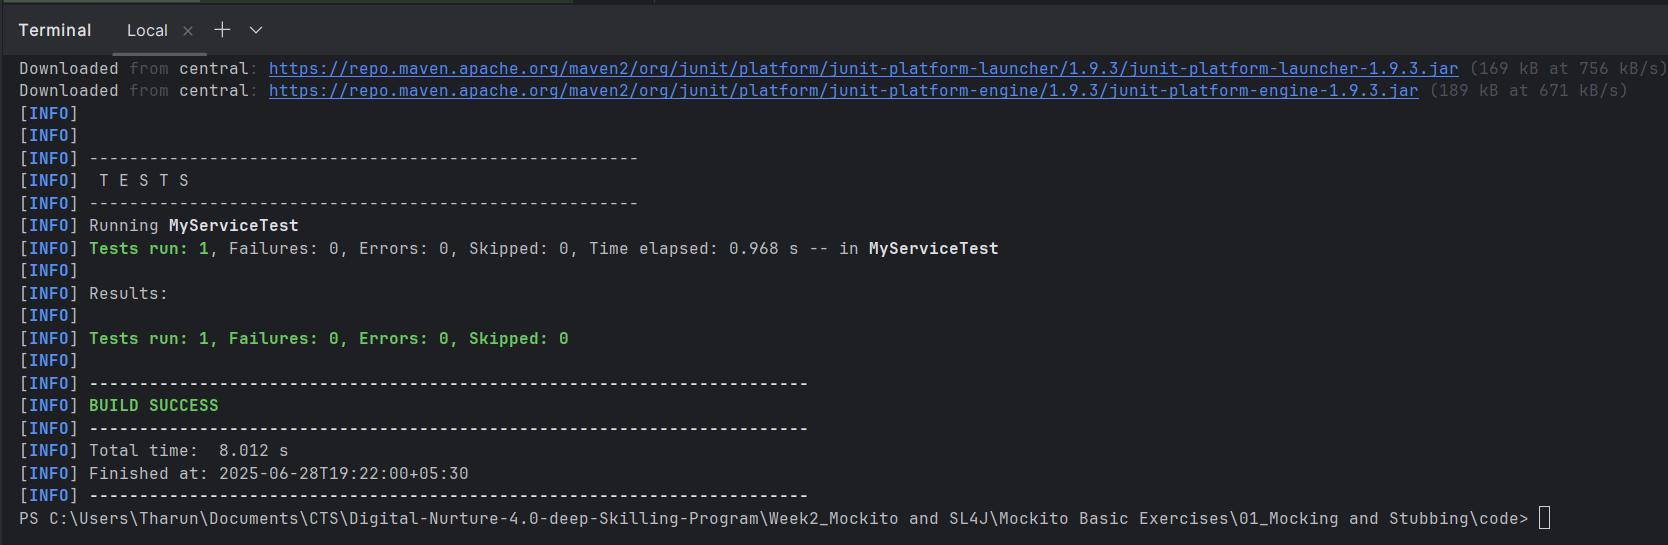 Terminal Local × + ⌄
Downloaded from central: https://repo.maven.apache.org/maven2/org/junit/platform/junit-platform-launcher/1.9.3/junit-platform-launcher-1.9.3.jar (169 kB at 756 kB/s)
Downloaded from central: https://repo.maven.apache.org/maven2/org/junit/platform/junit-platform-engine/1.9.3/junit-platform-engine-1.9.3.jar (189 kB at 671 kB/s)
[INFO]
[INFO]
[INFO] -------------------------------------------------------
[INFO]  T E S T S
[INFO] -------------------------------------------------------
[INFO] Running MyServiceTest
[INFO] Tests run: 1, Failures: 0, Errors: 0, Skipped: 0, Time elapsed: 0.968 s -- in MyServiceTest
[INFO]
[INFO] Results:
[INFO]
[INFO] Tests run: 1, Failures: 0, Errors: 0, Skipped: 0
[INFO]
[INFO] ------------------------------------------------------------------------
[INFO] BUILD SUCCESS
[INFO] ------------------------------------------------------------------------
[INFO] Total time:  8.012 s
[INFO] Finished at: 2025-06-28T19:22:00+05:30
[INFO] ------------------------------------------------------------------------
PS C:\Users\Tharun\Documents\CTS\Digital-Nurture-4.0-deep-Skilling-Program\Week2_Mockito and SL4J\Mockito Basic Exercises\01_Mocking and Stubbing\code>